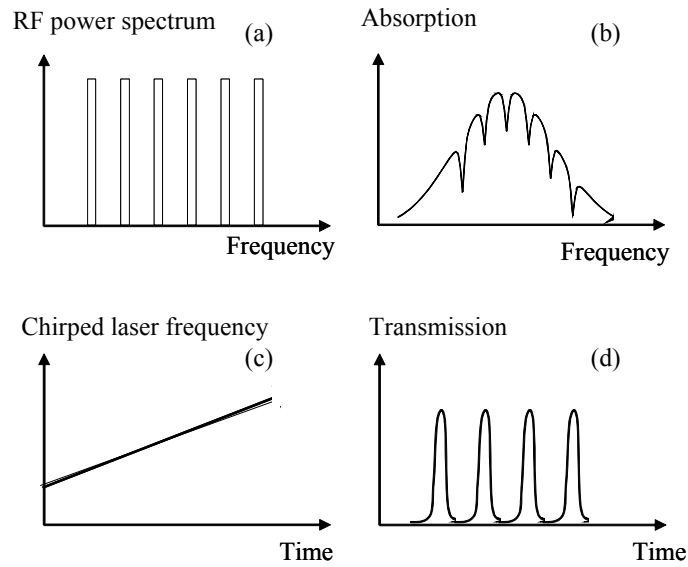 RF power spectrum
(a)
Frequency
Absorption
(b)
Frequency
Chirped laser frequency
(c)
Time
Transmission
(d)
Time